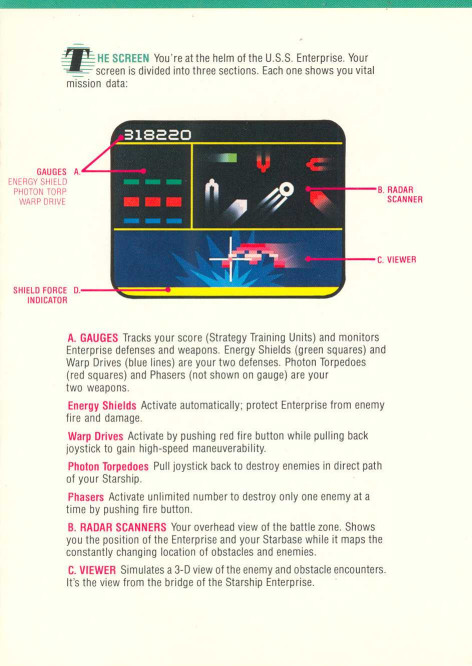 THE SCREEN You're at the helm of the U.S.S. Enterprise. Your
screen is divided into three sections. Each one shows you vital
mission data:
318220
GAUGES A.
ENERGY SHIELD
PHOTON TORP
WARP DRIVE
B. RADAR
SCANNER
C. VIEWER
SHIELD FORCE D.
INDICATOR
A. GAUGES Tracks your score (Strategy Training Units) and monitors
Enterprise defenses and weapons. Energy Shields (green squares) and
Warp Drives (blue lines) are your two defenses. Photon Torpedoes
(red squares) and Phasers (not shown on gauge) are your
two weapons.
Energy Shields Activate automatically; protect Enterprise from enemy
fire and damage.
Warp Drives Activate by pushing red fire button while pulling back
joystick to gain high-speed maneuverability.
Photon Torpedoes Pull joystick back to destroy enemies in direct path
of your Starship.
Phasers Activate unlimited number to destroy only one enemy at a
time by pushing fire button.
B. RADAR SCANNERS Your overhead view of the battle zone. Shows
you the position of the Enterprise and your Starbase while it maps the
constantly changing location of obstacles and enemies.
C. VIEWER Simulates a 3-D view of the enemy and obstacle encounters.
It's the view from the bridge of the Starship Enterprise.